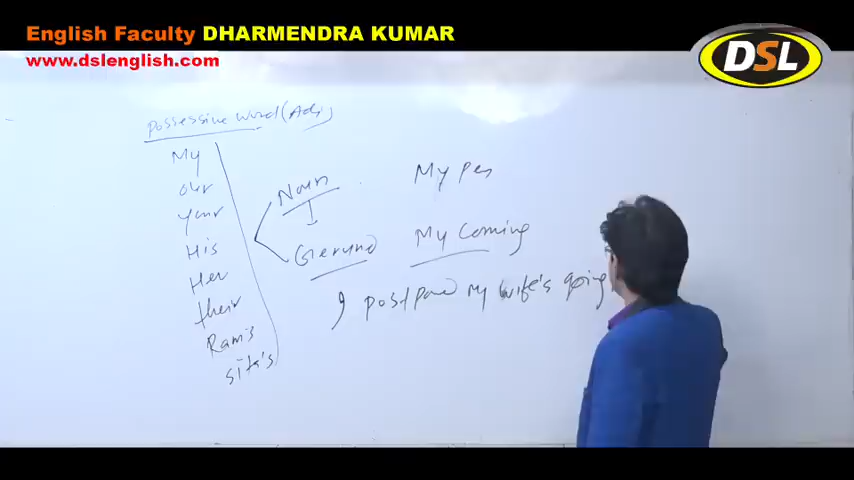 English Faculty DHARMENDRA KUMAR
www.dslenglish.com
DSL
possessive word (Adj)
My
our
your
His
Her
their
Ram's
sita's
Noun
Gerund
My pen
My Coming
I postpone my wife's going